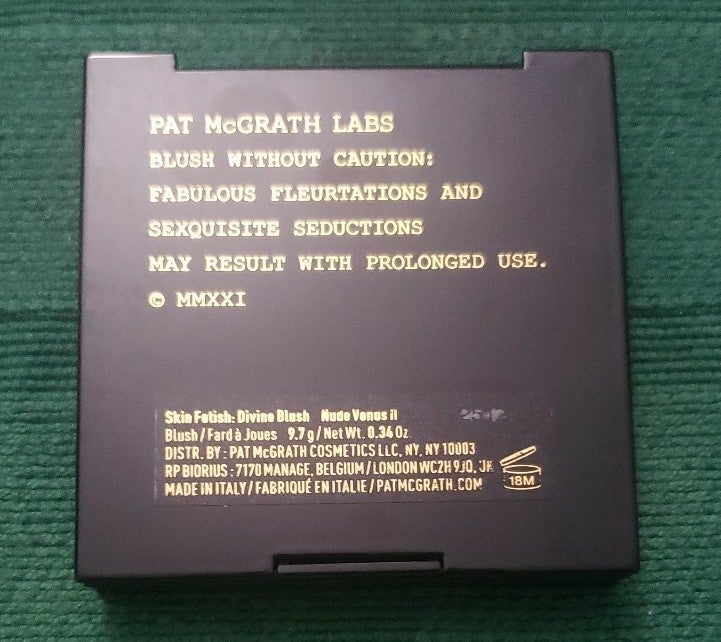 PAT McGRATH LABS
BLUSH WITHOUT CAUTION:
FABULOUS FLEURTATIONS AND
SEXQUISITE SEDUCTIONS
MAY RESULT WITH PROLONGED USE.
© MMXXI
Skin Fetish: Divine Blush Nude Venus II
Blush / Fard à Joues 9.7 g / Net Wt. 0.34 Oz
DISTR. BY : PAT McGRATH COSMETICS LLC, NY, NY 10003
RP BIORIUS : 7170 MANAGE, BELGIUM / LONDON WC2H 9JQ, UK
MADE IN ITALY / FABRIQUÉ EN ITALIE / PATMCGRATH.COM
18M